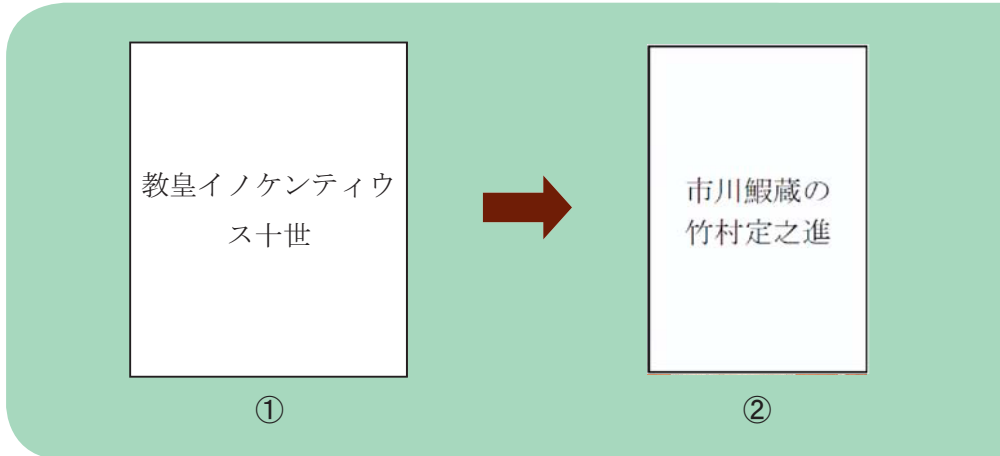 教皇イノケンティウ
ス十世
①
市川鰕蔵の
竹村定之進
②